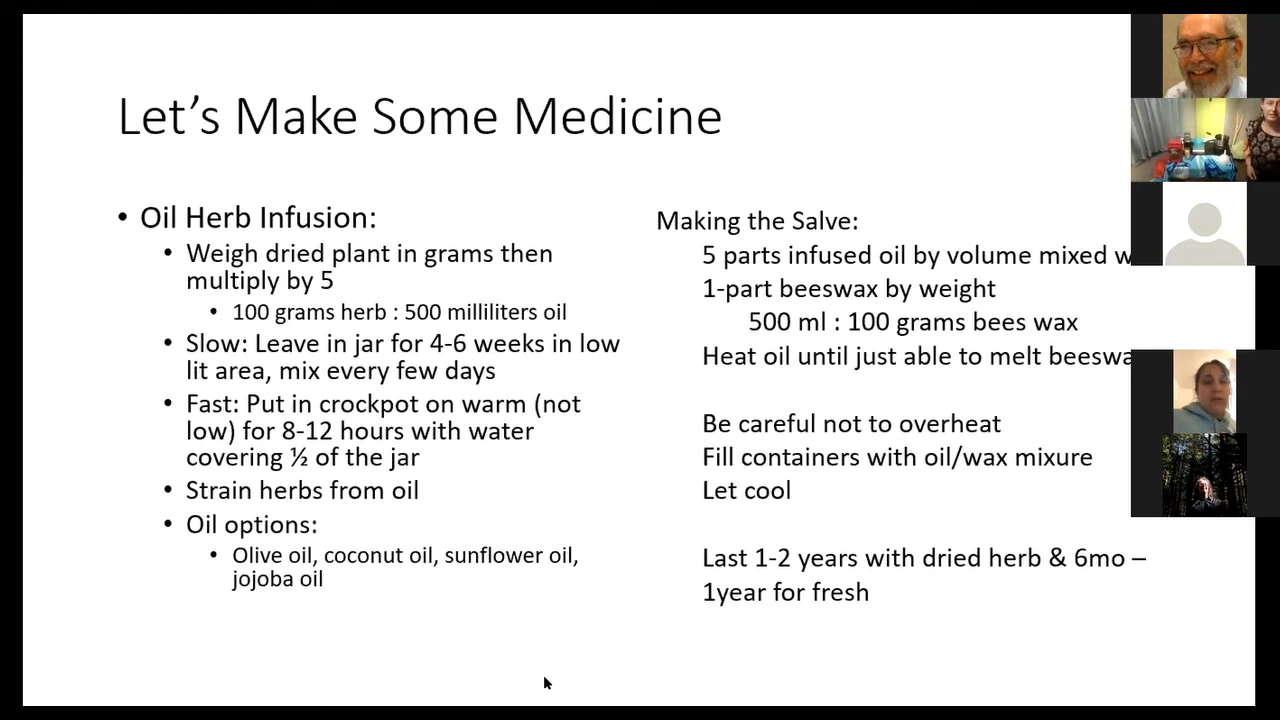 Let's Make Some Medicine
• Oil Herb Infusion:
• Weigh dried plant in grams then
multiply by 5
• 100 grams herb : 500 milliliters oil
• Slow: Leave in jar for 4-6 weeks in low
lit area, mix every few days
• Fast: Put in crockpot on warm (not
low) for 8-12 hours with water
covering ½ of the jar
• Strain herbs from oil
• Oil options:
• Olive oil, coconut oil, sunflower oil,
jojoba oil
Making the Salve:
5 parts infused oil by volume mixed
1-part beeswax by weight
500 ml : 100 grams bees wax
Heat oil until just able to melt
Be careful not to overheat
Fill containers with oil/wax mixure
Let cool
Last 1-2 years with dried herb & 6mo –
1year for fresh